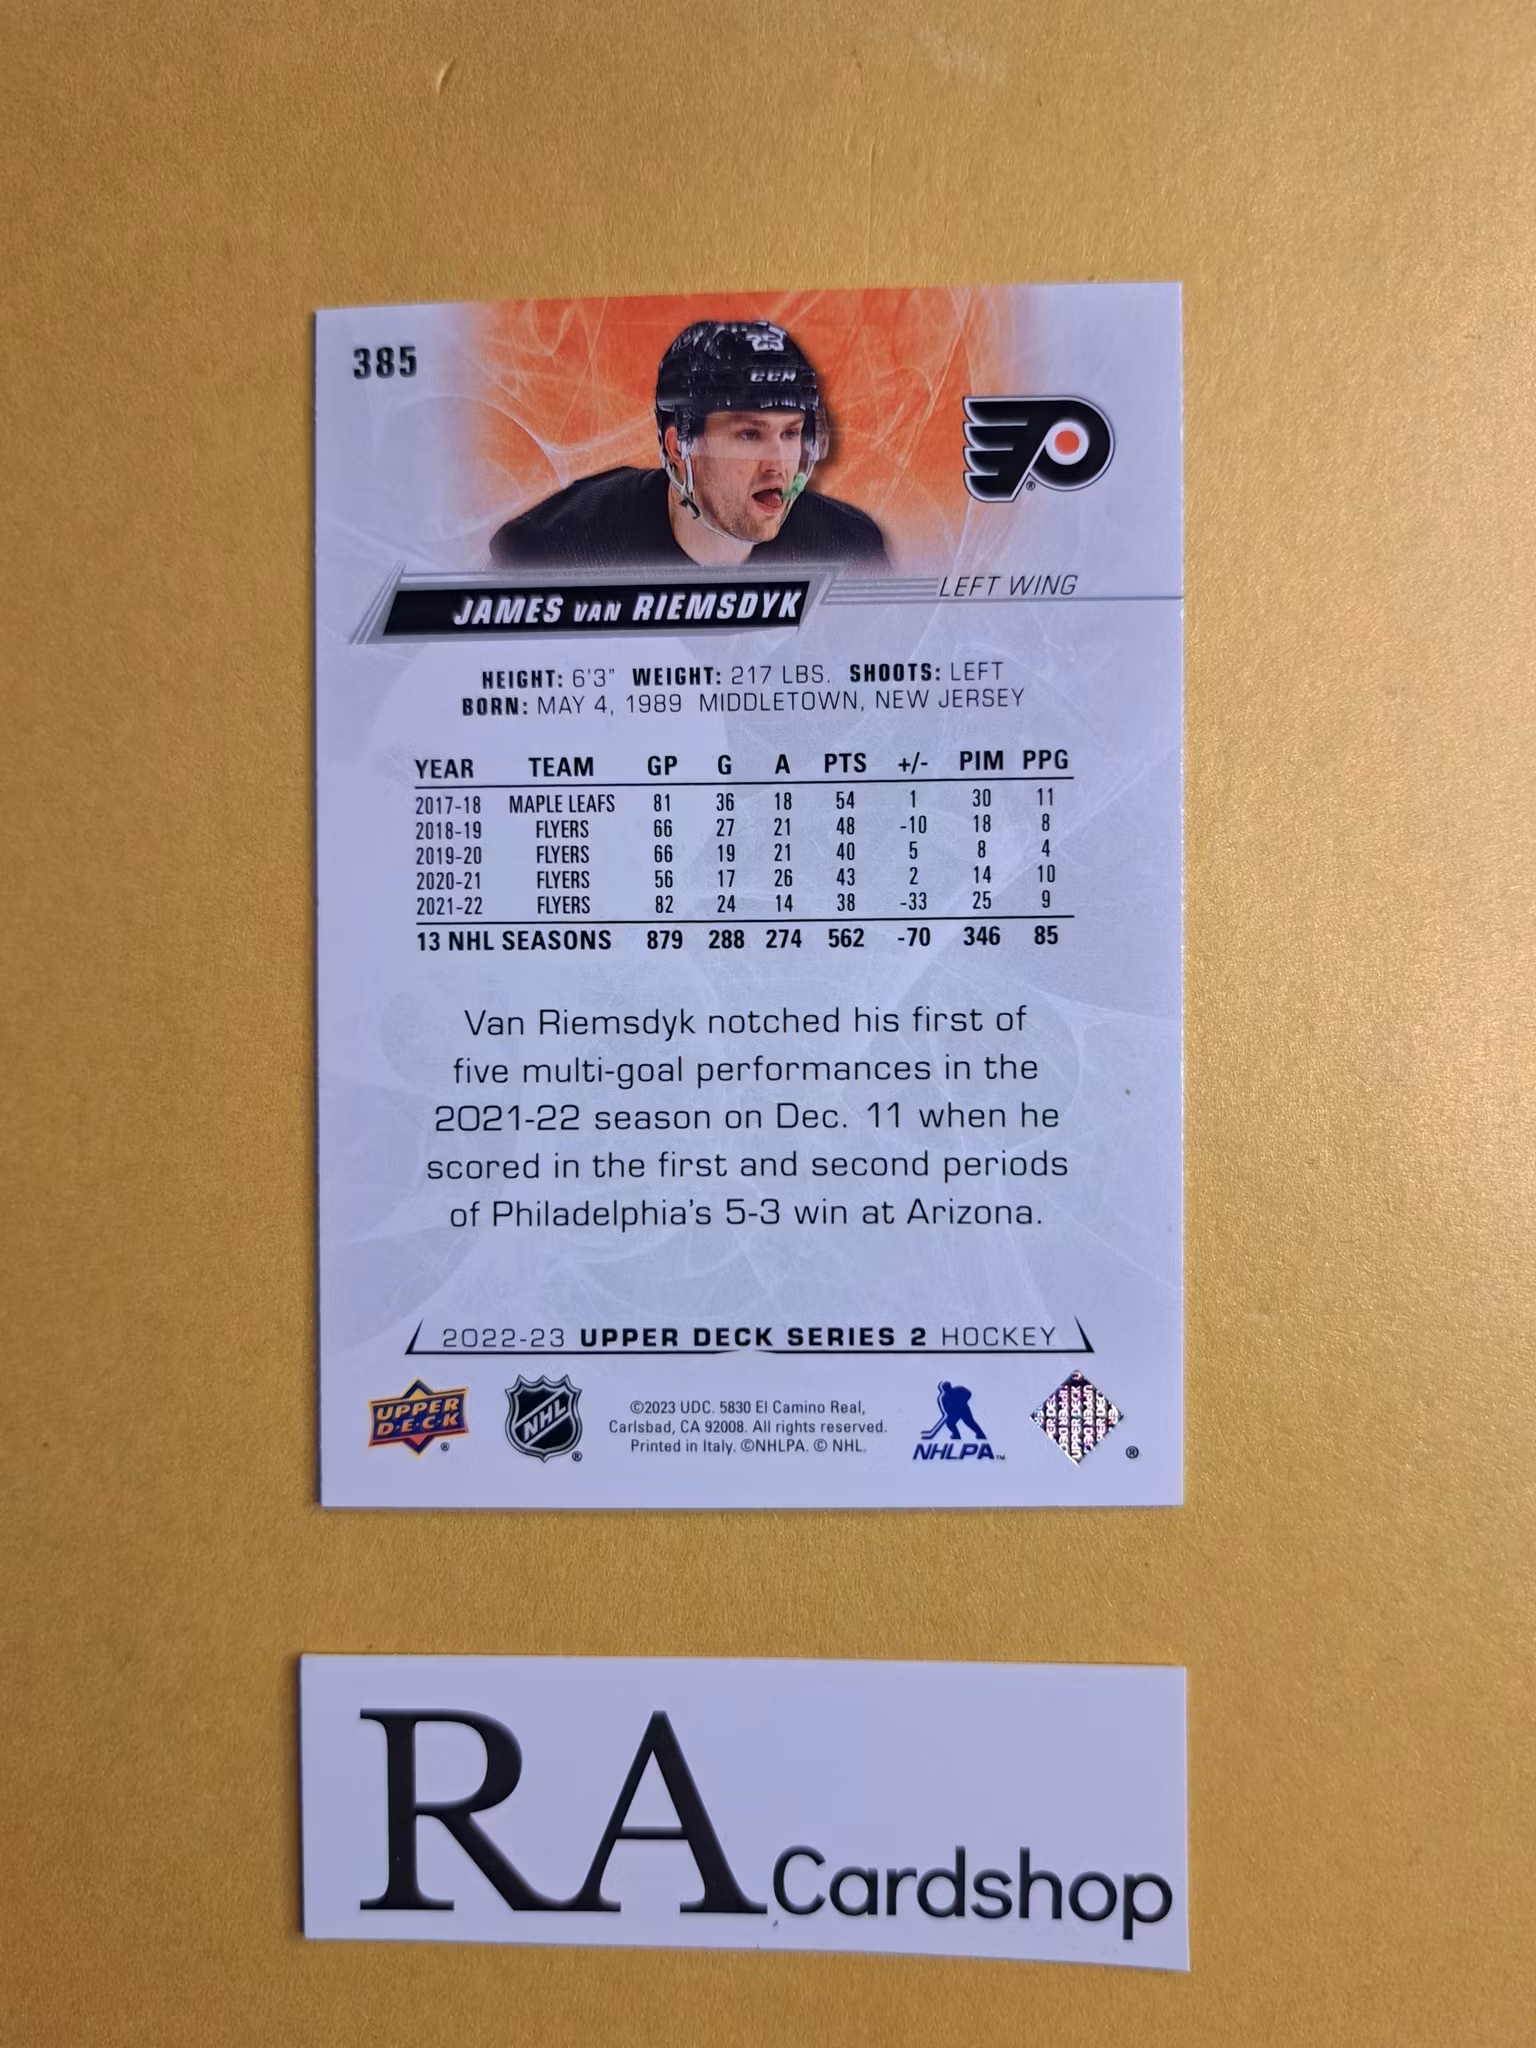 385
25
CCM
LEFT WING
JAMES VAN RIEMSDYK
HEIGHT: 6'3" WEIGHT: 217 LBS. SHOOTS: LEFT
BORN: MAY 4, 1989 MIDDLETOWN, NEW JERSEY
YEAR TEAM GP G A PTS +/- PIM PPG
2017-18 MAPLE LEAFS 81 36 18 54 1 30 11
2018-19 FLYERS 66 27 21 48 -10 18 8
2019-20 FLYERS 66 19 21 40 5 8 4
2020-21 FLYERS 56 17 26 43 2 14 10
2021-22 FLYERS 82 24 14 38 -33 25 9
13 NHL SEASONS 879 288 274 562 -70 346 85
Van Riemsdyk notched his first of
five multi-goal performances in the
2021-22 season on Dec. 11 when he
scored in the first and second periods
of Philadelphia's 5-3 win at Arizona.
2022-23 UPPER DECK SERIES 2 HOCKEY
UPPER
D•E•C•K
®
NHL
®
©2023 UDC. 5830 El Camino Real,
Carlsbad, CA 92008. All rights reserved.
Printed in Italy. ©NHLPA. © NHL.
NHLPA™
UPPER DECK
®
RA Cardshop